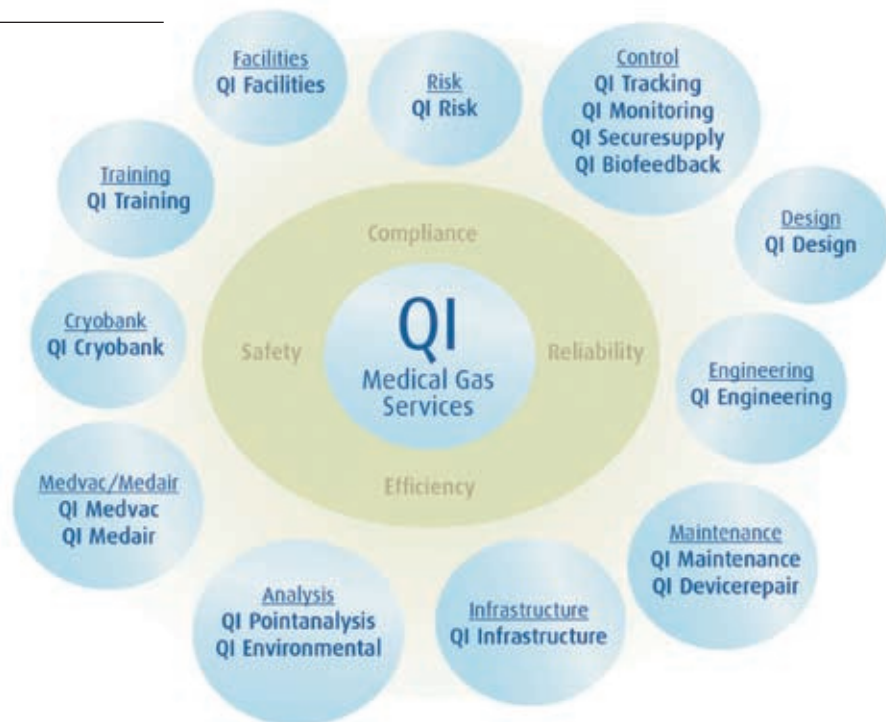 Facilities
QI Facilities
Risk
QI Risk
Control
QI Tracking
QI Monitoring
QI Securesupply
QI Biofeedback
Training
QI Training
Design
QI Design
Compliance
Cryobank
QI Cryobank
Safety
QI
Medical Gas
Services
Reliability
Engineering
QI Engineering
Efficiency
Medvac/Medair
QI Medvac
QI Medair
Maintenance
QI Maintenance
QI Devicerepair
Analysis
QI Pointanalysis
QI Environmental
Infrastructure
QI Infrastructure